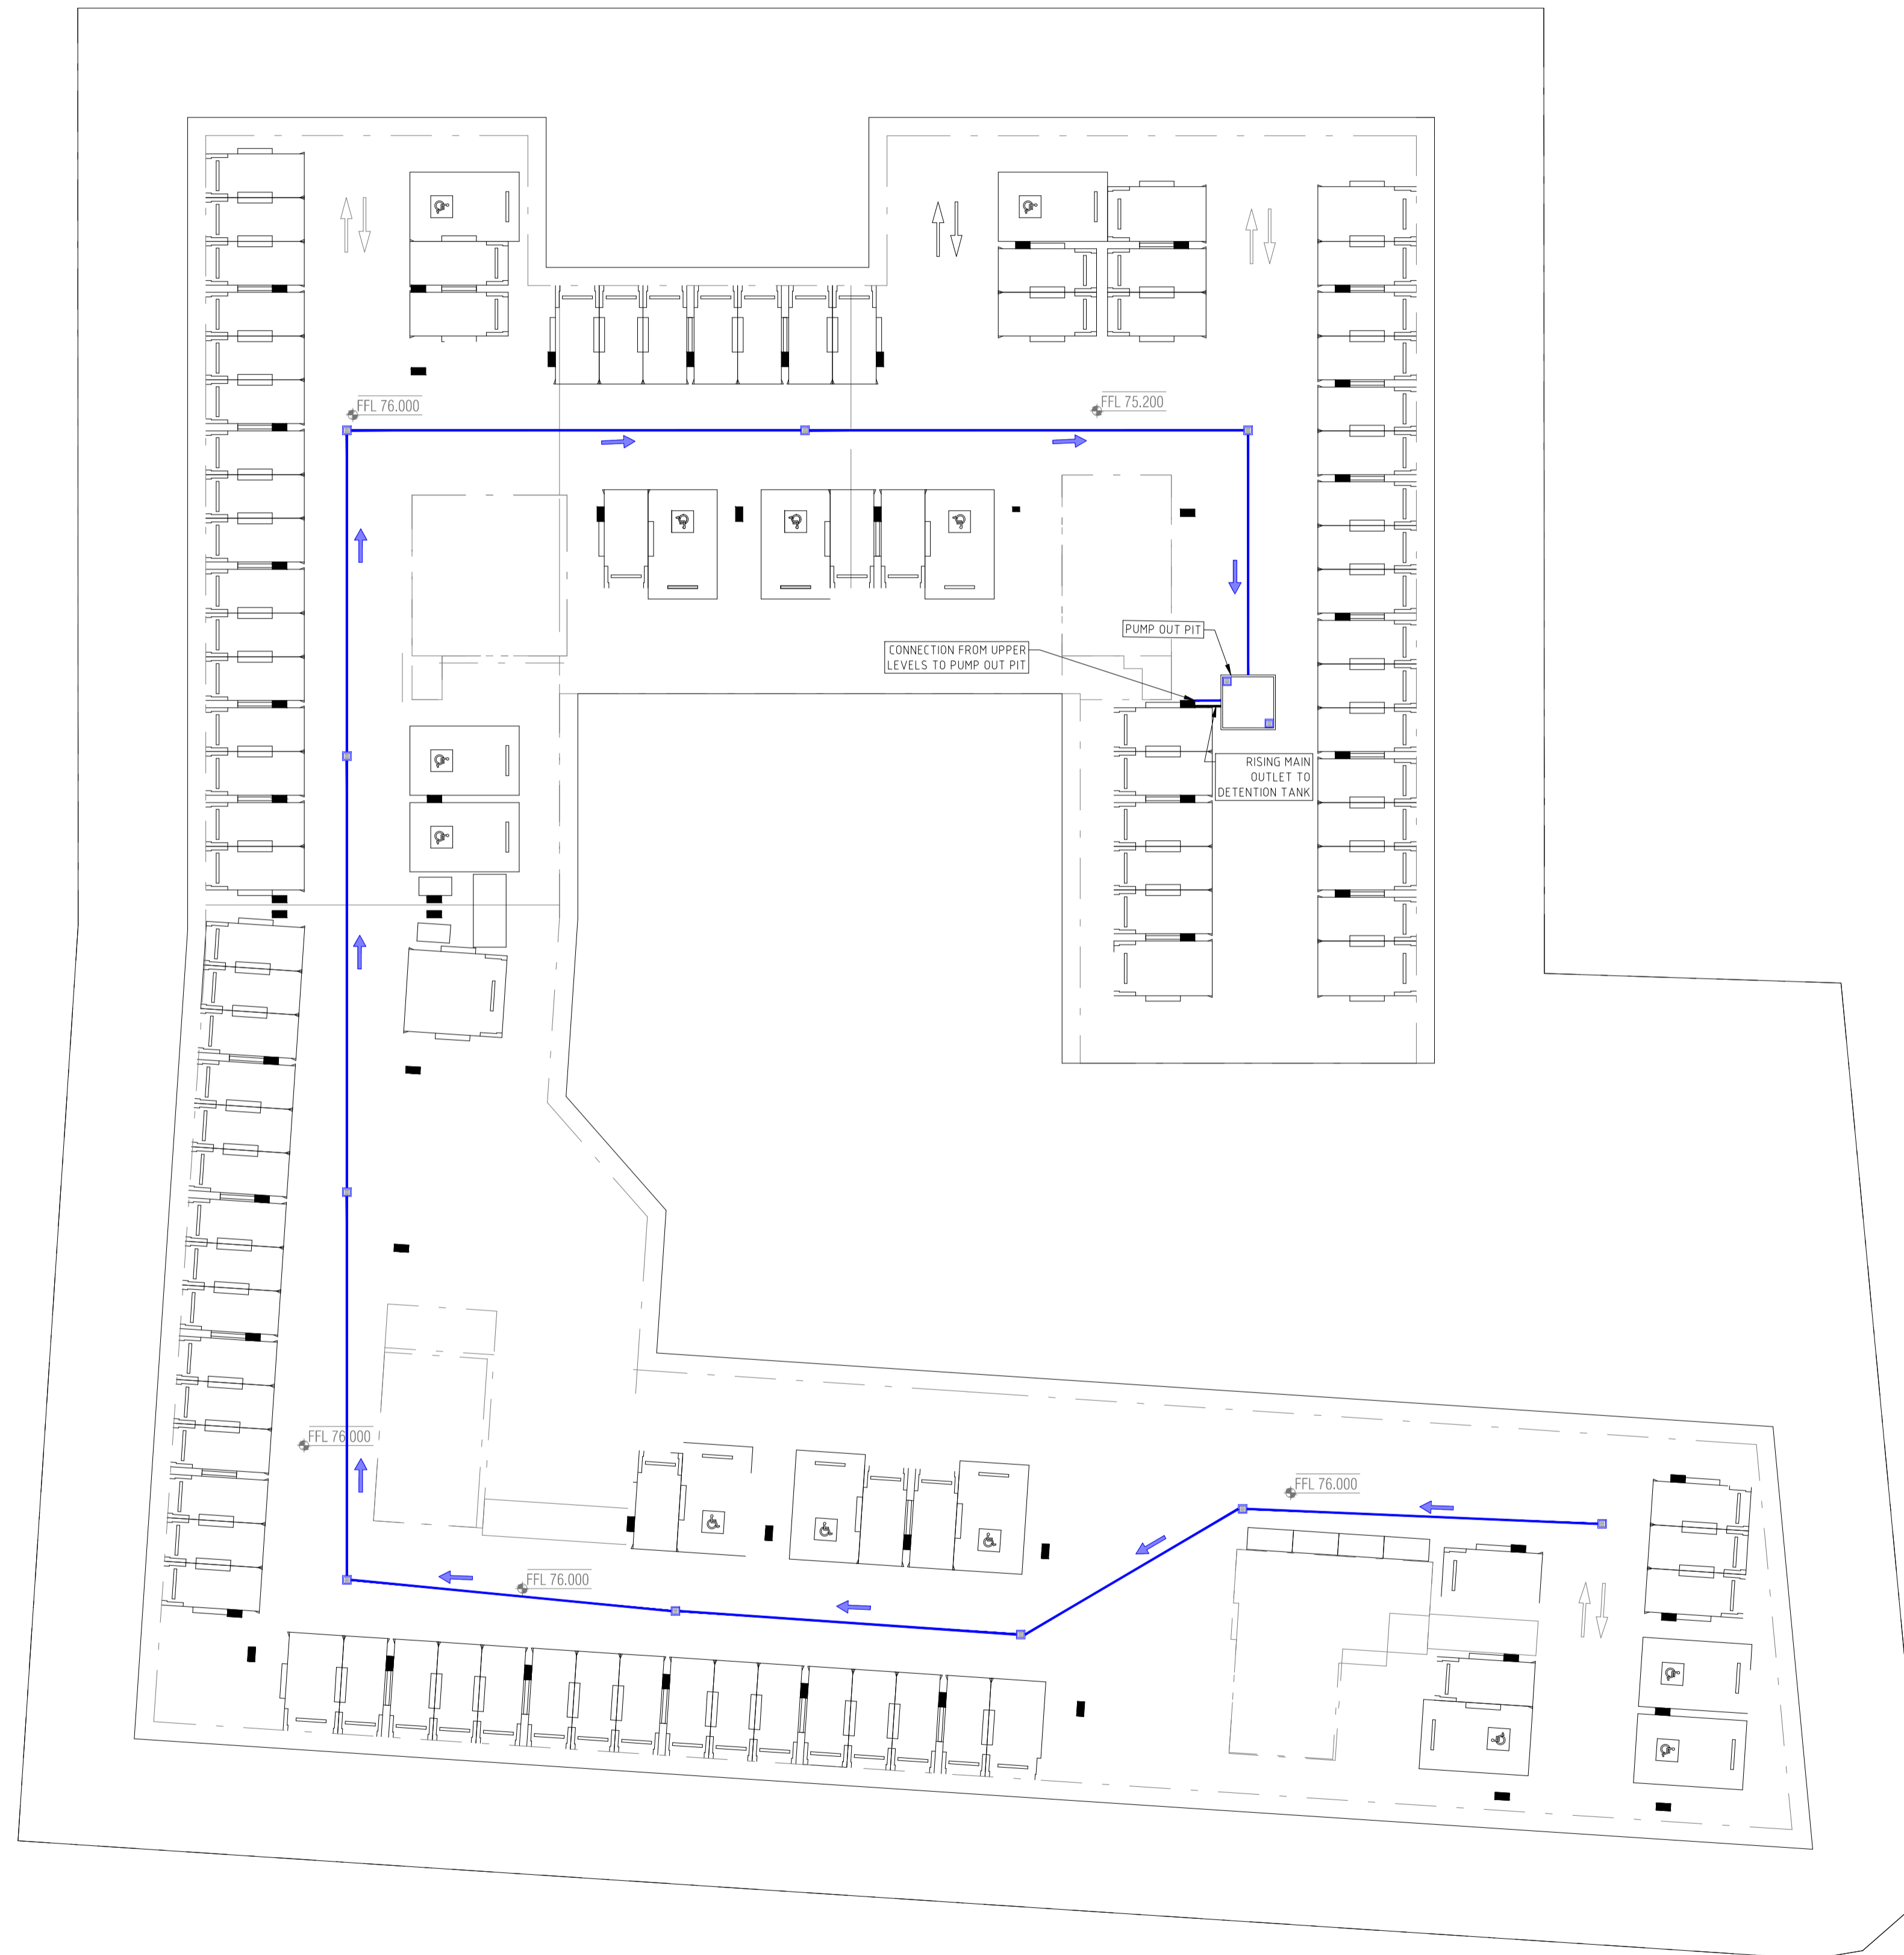 FFL 76.000
FFL 75.200
PUMP OUT PIT
CONNECTION FROM UPPER
LEVELS TO PUMP OUT PIT
RISING MAIN
OUTLET TO
DETENTION TANK
FFL 76.000
FFL 76.000
FFL 76.000